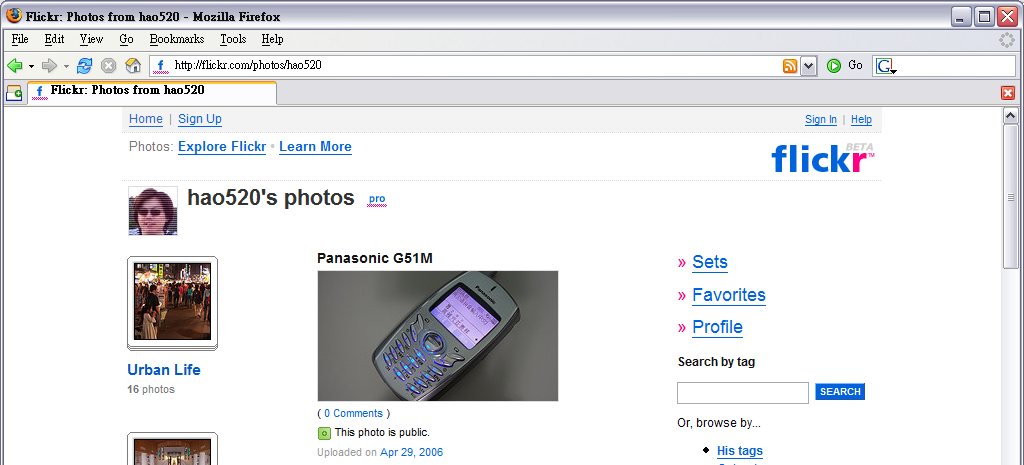 Flickr: Photos from hao520 - Mozilla Firefox
File Edit View Go Bookmarks Tools Help
http://flickr.com/photos/hao520 Go
Flickr: Photos from hao520
Home | Sign Up Sign In | Help
Photos: Explore Flickr • Learn More
flickr™ BETA
hao520's photos pro
Panasonic G51M
Panasonic
Urban Life
16 photos
( 0 Comments )
This photo is public.
Uploaded on Apr 29, 2006
» Sets
» Favorites
» Profile
Search by tag
SEARCH
Or, browse by...
His tags